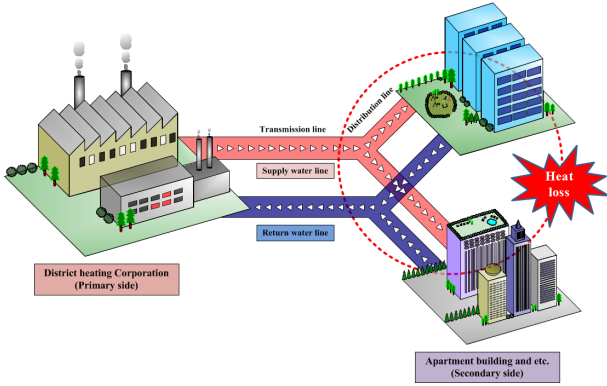 Transmission line
Distribution line
Supply water line
Return water line
Heat
loss
District heating Corporation
(Primary side)
Apartment building and etc.
(Secondary side)